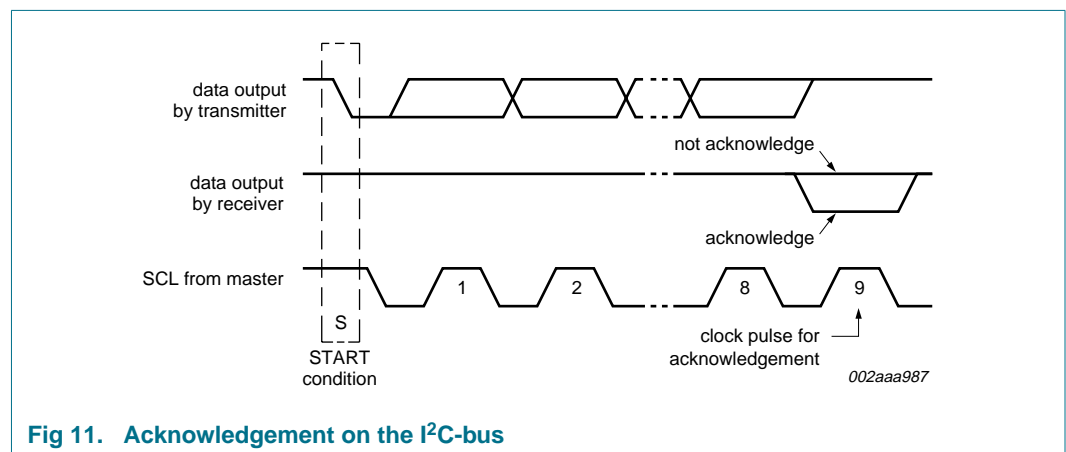 data output
by transmitter
not acknowledge
data output
by receiver
acknowledge
SCL from master
1
2
8
9
S
START
condition
clock pulse for
acknowledgement
002aaa987
Fig 11. Acknowledgement on the I²C-bus